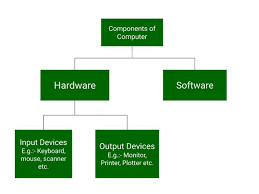 Components of
Computer
Hardware
Software
Input Devices
E.g.:- Keyboard,
mouse, scanner
etc.
Output Devices
E.g.:- Monitor,
Printer, Plotter etc.